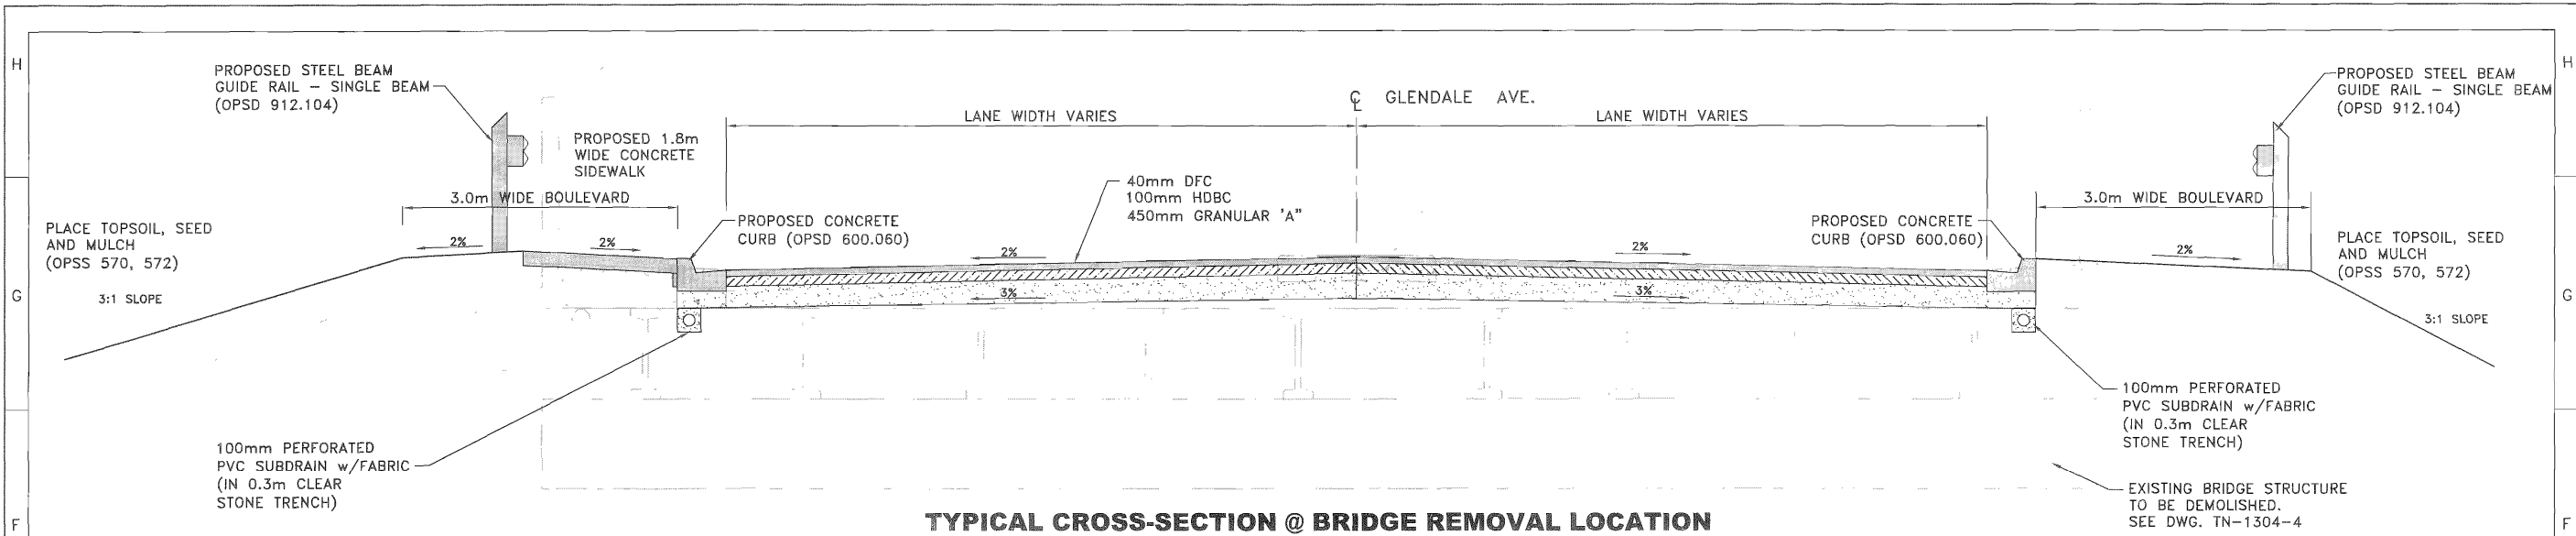 H
H
PROPOSED STEEL BEAM
GUIDE RAIL – SINGLE BEAM
(OPSD 912.104)
PROPOSED STEEL BEAM
GUIDE RAIL – SINGLE BEAM
(OPSD 912.104)
℄ GLENDALE AVE.
LANE WIDTH VARIES
LANE WIDTH VARIES
PROPOSED 1.8m
WIDE CONCRETE
SIDEWALK
3.0m WIDE BOULEVARD
3.0m WIDE BOULEVARD
40mm DFC
100mm HDBC
450mm GRANULAR 'A"
PLACE TOPSOIL, SEED
AND MULCH
(OPSS 570, 572)
PROPOSED CONCRETE
CURB (OPSD 600.060)
PROPOSED CONCRETE
CURB (OPSD 600.060)
PLACE TOPSOIL, SEED
AND MULCH
(OPSS 570, 572)
2%
2%
2%
2%
2%
3%
3%
G
G
3:1 SLOPE
3:1 SLOPE
100mm PERFORATED
PVC SUBDRAIN w/FABRIC
(IN 0.3m CLEAR
STONE TRENCH)
100mm PERFORATED
PVC SUBDRAIN w/FABRIC
(IN 0.3m CLEAR
STONE TRENCH)
EXISTING BRIDGE STRUCTURE
TO BE DEMOLISHED.
SEE DWG. TN–1304–4
TYPICAL CROSS-SECTION @ BRIDGE REMOVAL LOCATION
F
F